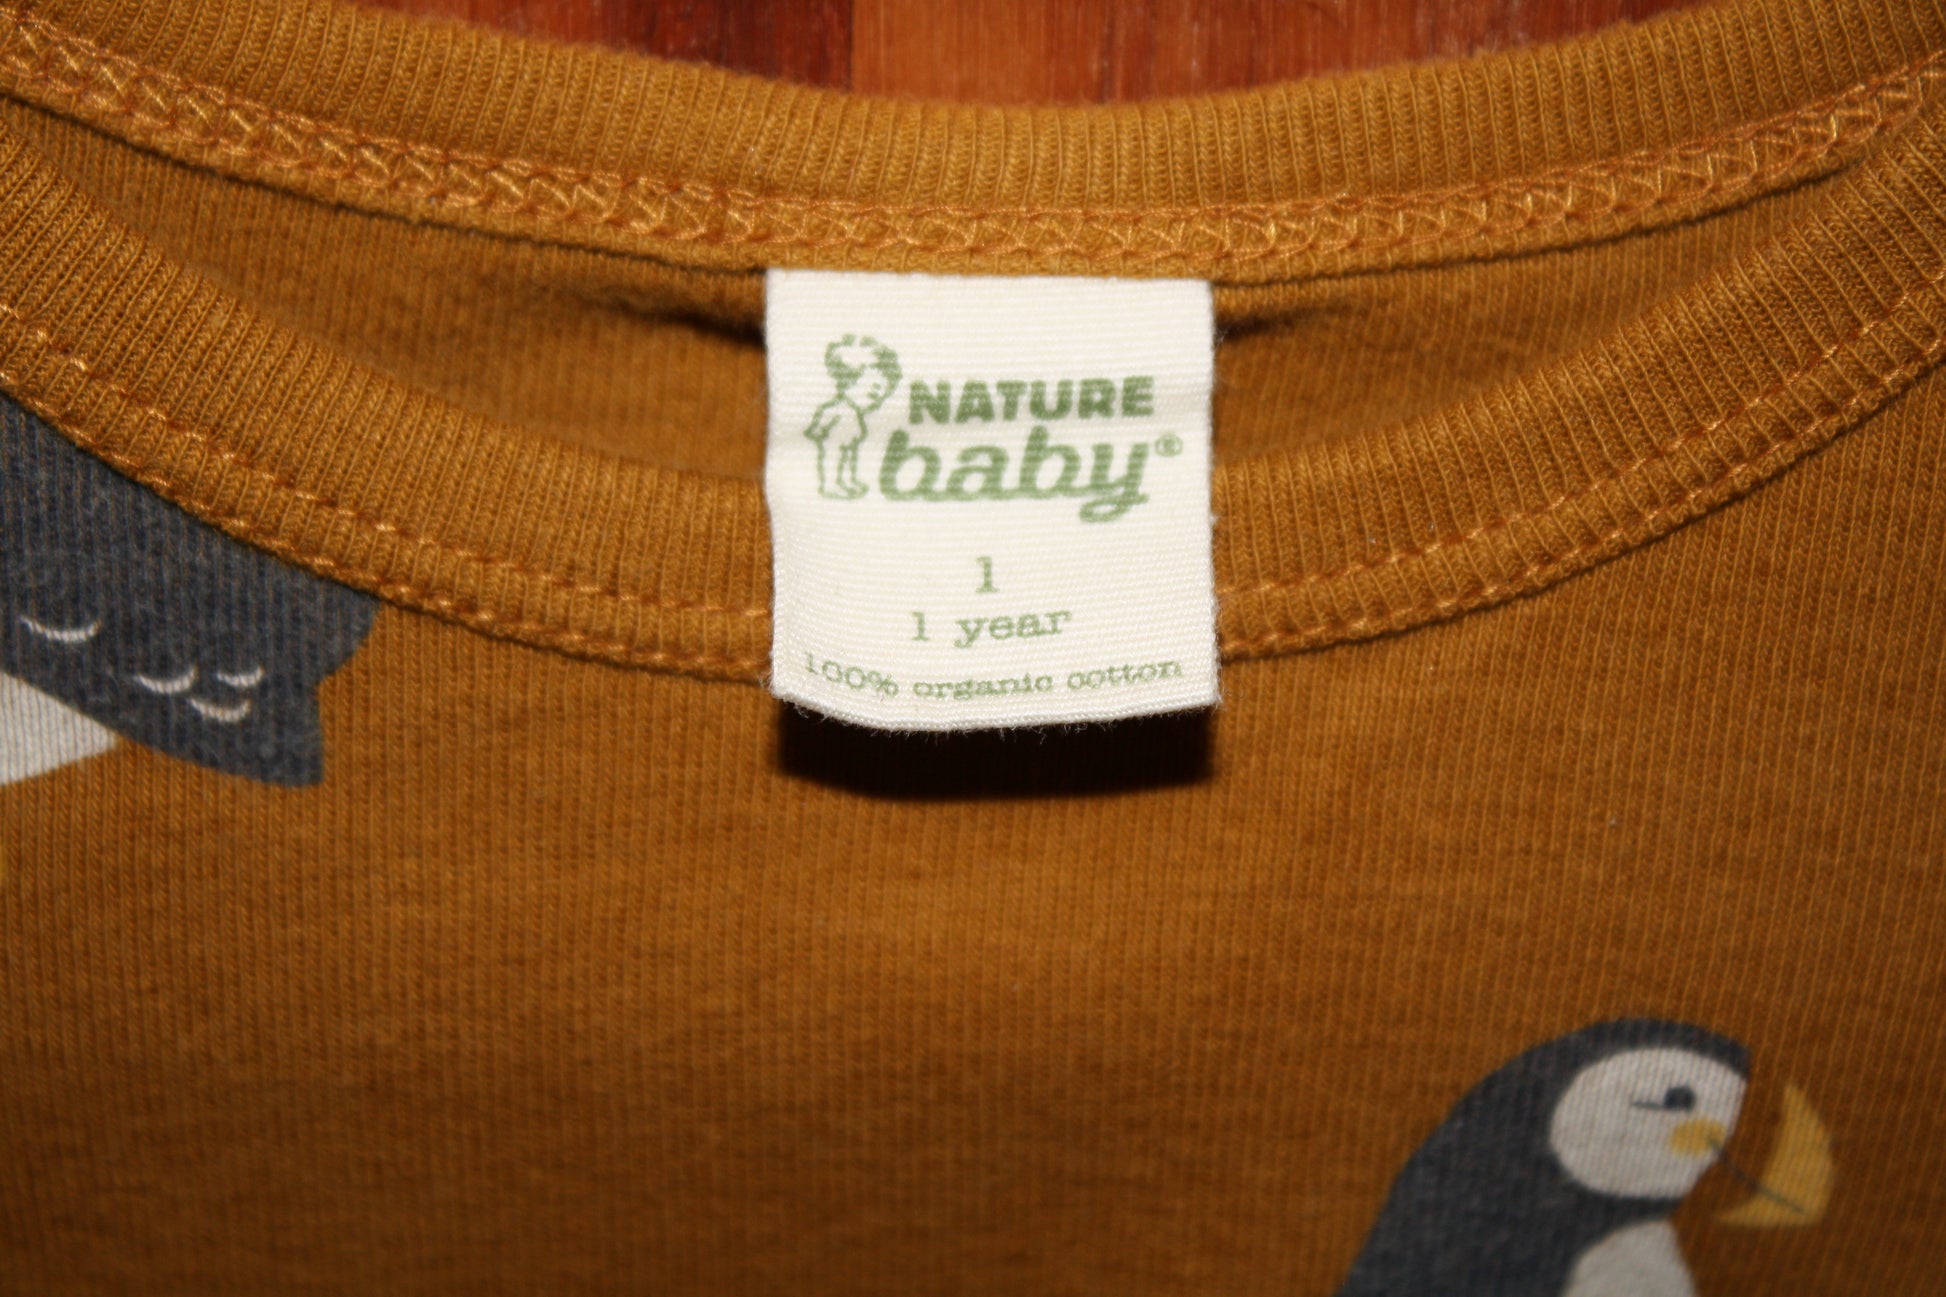 NATURE
baby®
1
1 year
100% organic cotton